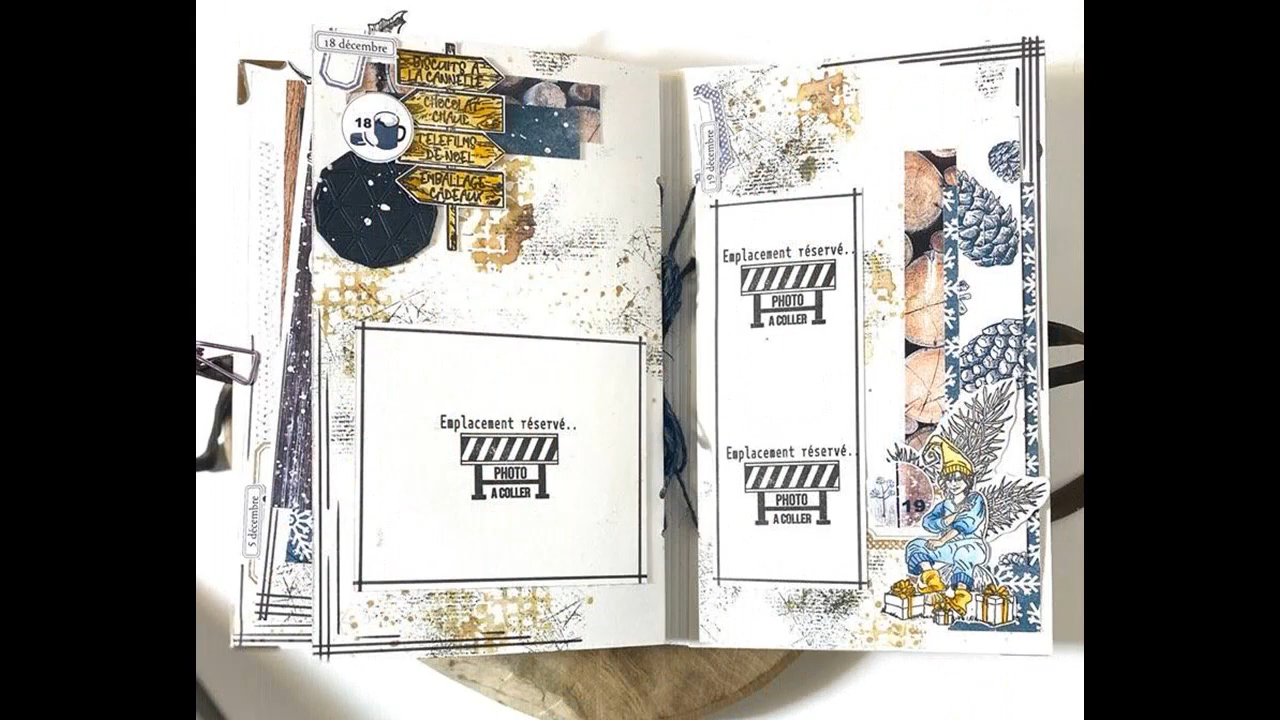 18 décembre
BISCUITS A
LA CANNELLE
CHOCOLAT
CHAUD
18
TELEFILMS
DE NOEL
EMBALLAGE
CADEAUX
Emplacement réservé..
PHOTO
A COLLER
5 décembre
19 décembre
Emplacement réservé..
PHOTO
A COLLER
Emplacement réservé..
PHOTO
A COLLER
19